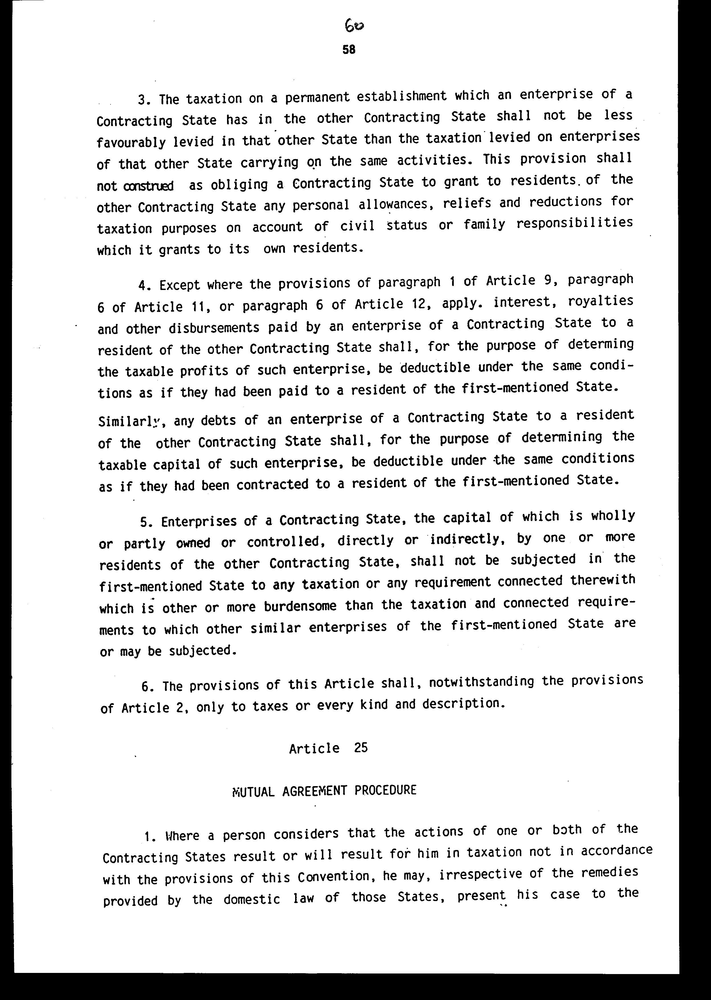 60
58
3. The taxation on a permanent establishment which an enterprise of a
Contracting State has in the other Contracting State shall not be less
favourably levied in that other State than the taxation levied on enterprises
of that other State carrying on the same activities. This provision shall
not construed as obliging a Contracting State to grant to residents. of the
other Contracting State any personal allowances, reliefs and reductions for
taxation purposes on account of civil status or family responsibilities
which it grants to its own residents.
4. Except where the provisions of paragraph 1 of Article 9, paragraph
6 of Article 11, or paragraph 6 of Article 12, apply. interest, royalties
and other disbursements paid by an enterprise of a Contracting State to a
resident of the other Contracting State shall, for the purpose of determing
the taxable profits of such enterprise, be deductible under the same condi-
tions as if they had been paid to a resident of the first-mentioned State.
Similarly, any debts of an enterprise of a Contracting State to a resident
of the other Contracting State shall, for the purpose of determining the
taxable capital of such enterprise, be deductible under the same conditions
as if they had been contracted to a resident of the first-mentioned State.
5. Enterprises of a Contracting State, the capital of which is wholly
or partly owned or controlled, directly or indirectly, by one or more
residents of the other Contracting State, shall not be subjected in the
first-mentioned State to any taxation or any requirement connected therewith
which is other or more burdensome than the taxation and connected require-
ments to which other similar enterprises of the first-mentioned State are
or may be subjected.
6. The provisions of this Article shall, notwithstanding the provisions
of Article 2, only to taxes or every kind and description.
Article 25
MUTUAL AGREEMENT PROCEDURE
1. Where a person considers that the actions of one or both of the
Contracting States result or will result for him in taxation not in accordance
with the provisions of this Convention, he may, irrespective of the remedies
provided by the domestic law of those States, present his case to the